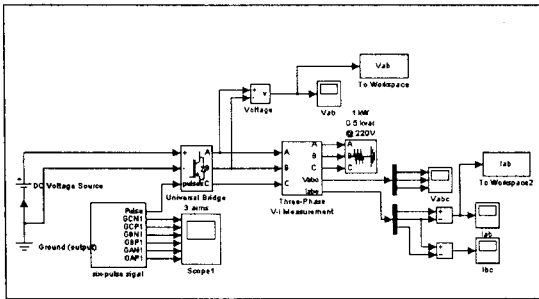 Vab
To Workspace
v
+
-
Voltage
Vab
1 kW
0.5 kvar
@ 220V
+
-
pulses
A
B
C
A
B
C
A
B
C
Vabc
Iabc
A
B
C
DC Voltage Source
Universal Bridge
3 arms
Three-Phase
V-I Measurement
Vabc
Iab
To Workspace2
Pulse
GCN1
GCP1
GBN1
GBP1
GAN1
GAP1
Ground (output)
six-pulse signal
Scope1
Iab
Ibc